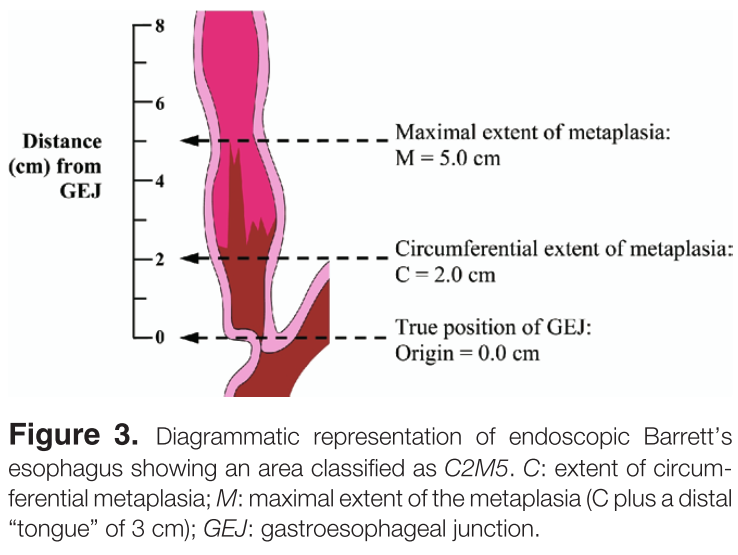 8
6
Distance
(cm) from
GEJ
4
2
0
Maximal extent of metaplasia:
M = 5.0 cm
Circumferential extent of metaplasia:
C = 2.0 cm
True position of GEJ:
Origin = 0.0 cm
Figure 3. Diagrammatic representation of endoscopic Barrett's
esophagus showing an area classified as C2M5. C: extent of circum-
ferential metaplasia; M: maximal extent of the metaplasia (C plus a distal
“tongue” of 3 cm); GEJ: gastroesophageal junction.